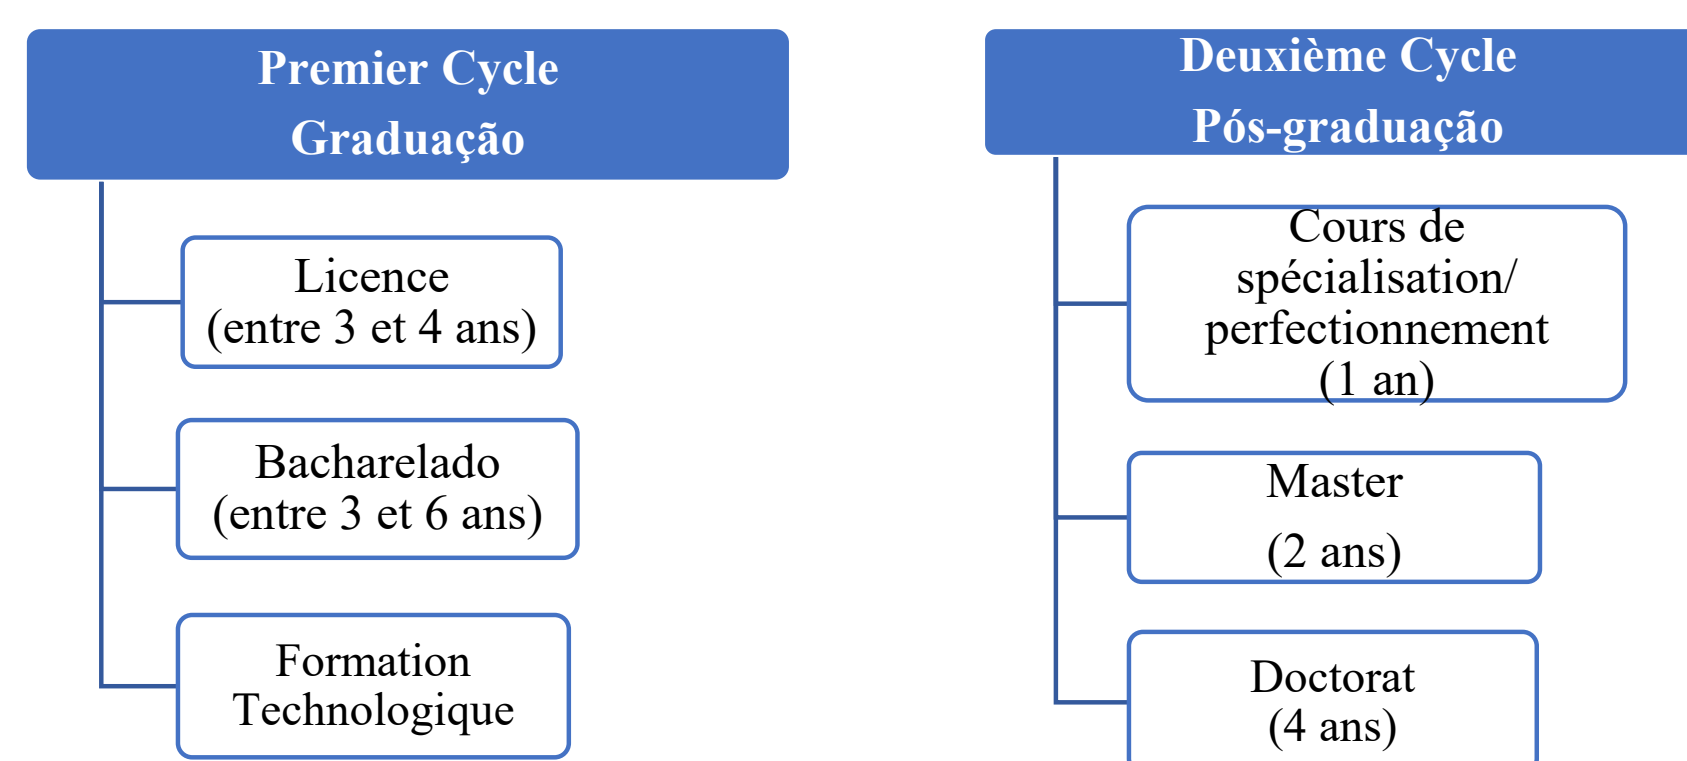 Premier Cycle
Graduação
Licence
(entre 3 et 4 ans)
Bacharelado
(entre 3 et 6 ans)
Formation
Technologique
Deuxième Cycle
Pós-graduação
Cours de
spécialisation/
perfectionnement
(1 an)
Master
(2 ans)
Doctorat
(4 ans)